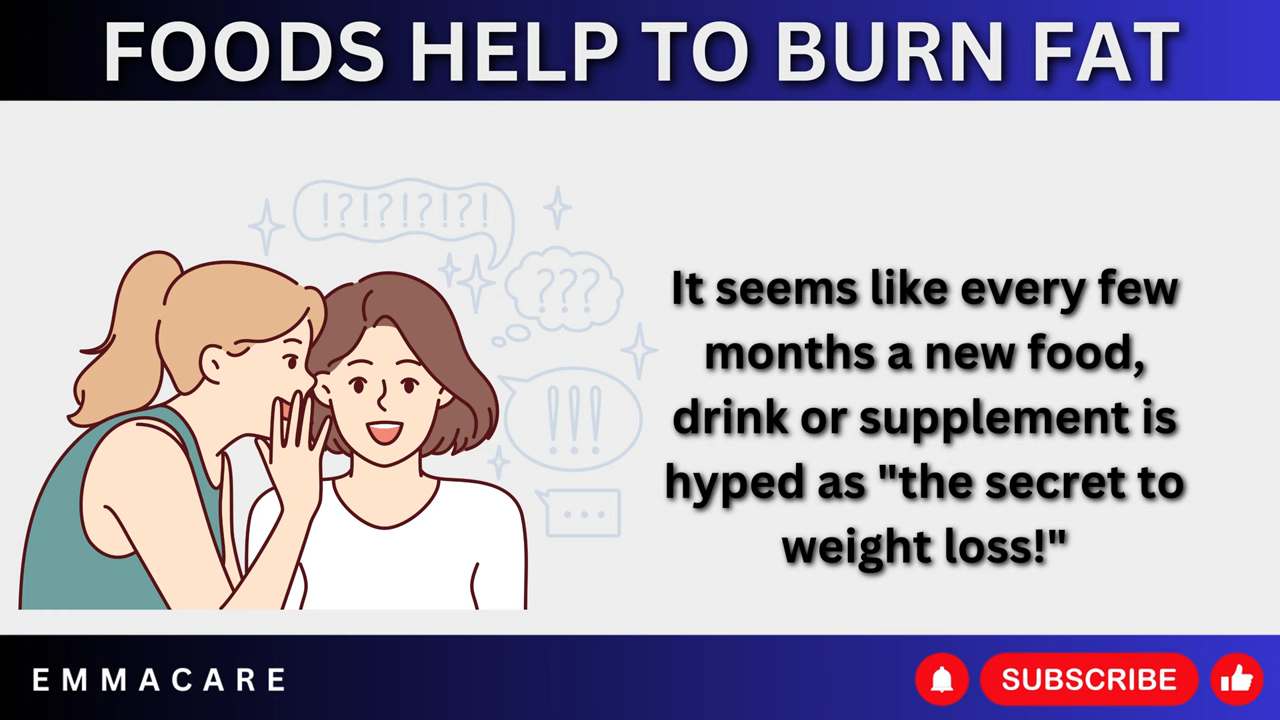 FOODS HELP TO BURN FAT
!?!?!?!?!
???
!!!
It seems like every few
months a new food,
drink or supplement is
hyped as "the secret to
weight loss!"
EMMACARE
SUBSCRIBE